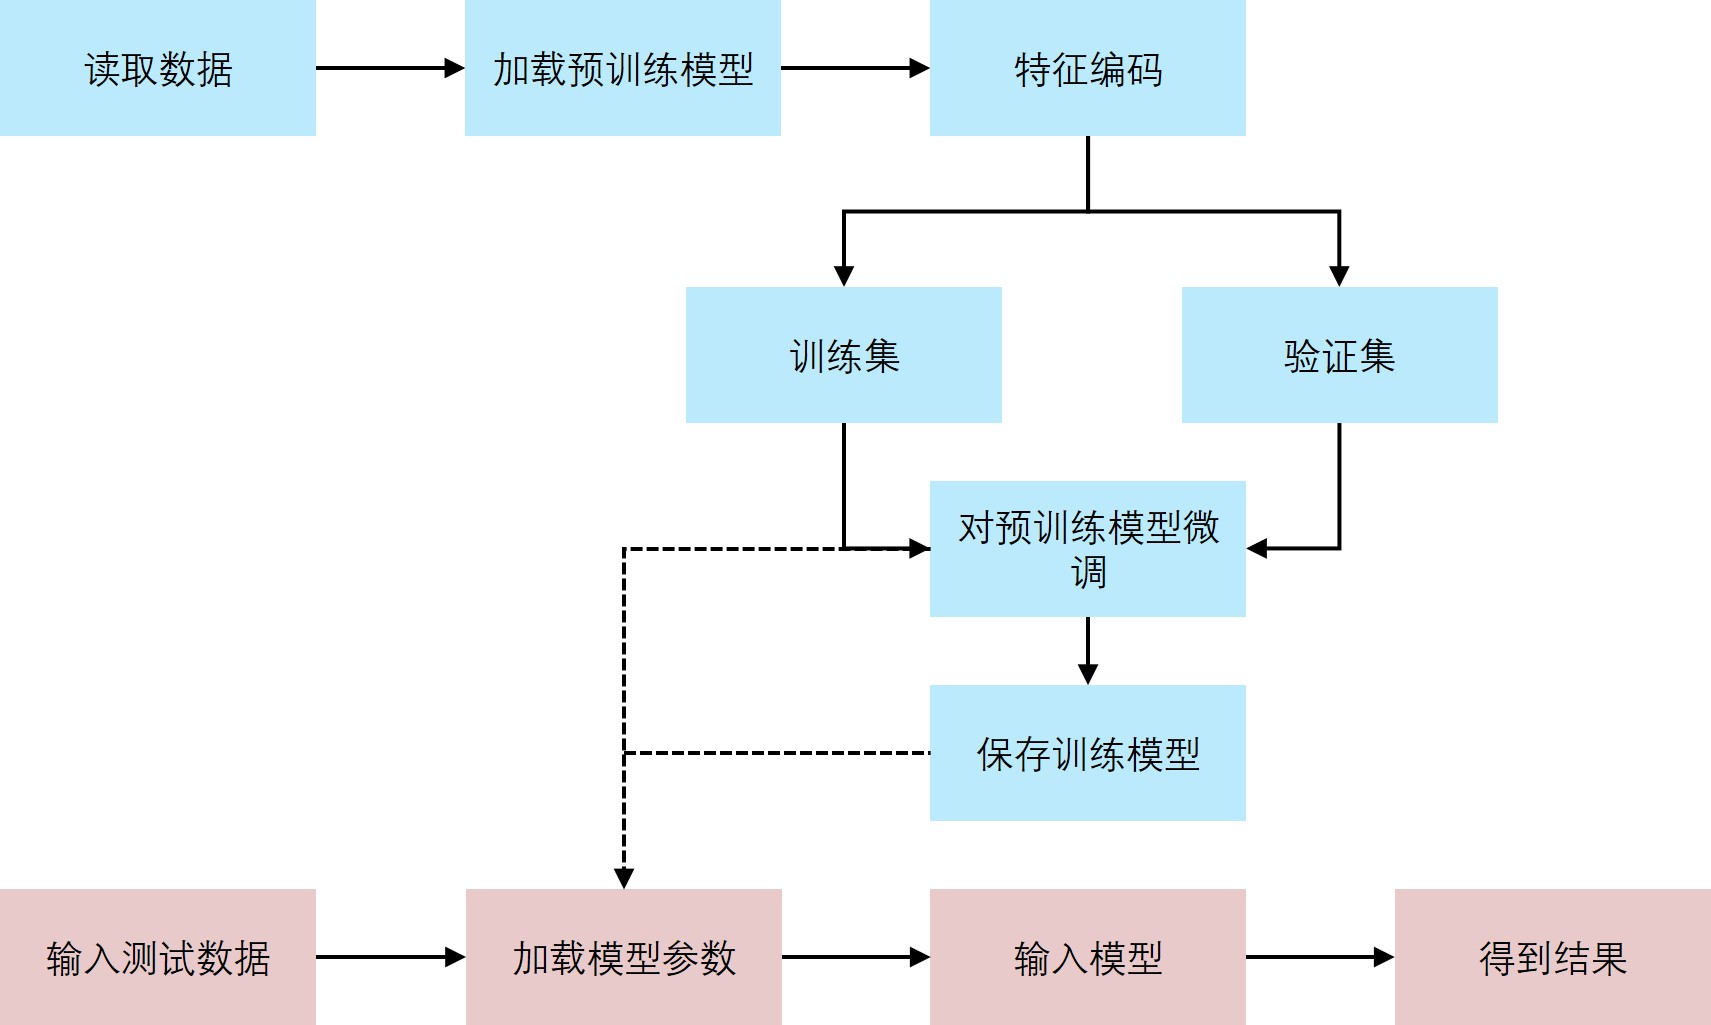 读取数据
加载预训练模型
特征编码
训练集
验证集
对预训练模型微
调
保存训练模型
输入测试数据
加载模型参数
输入模型
得到结果